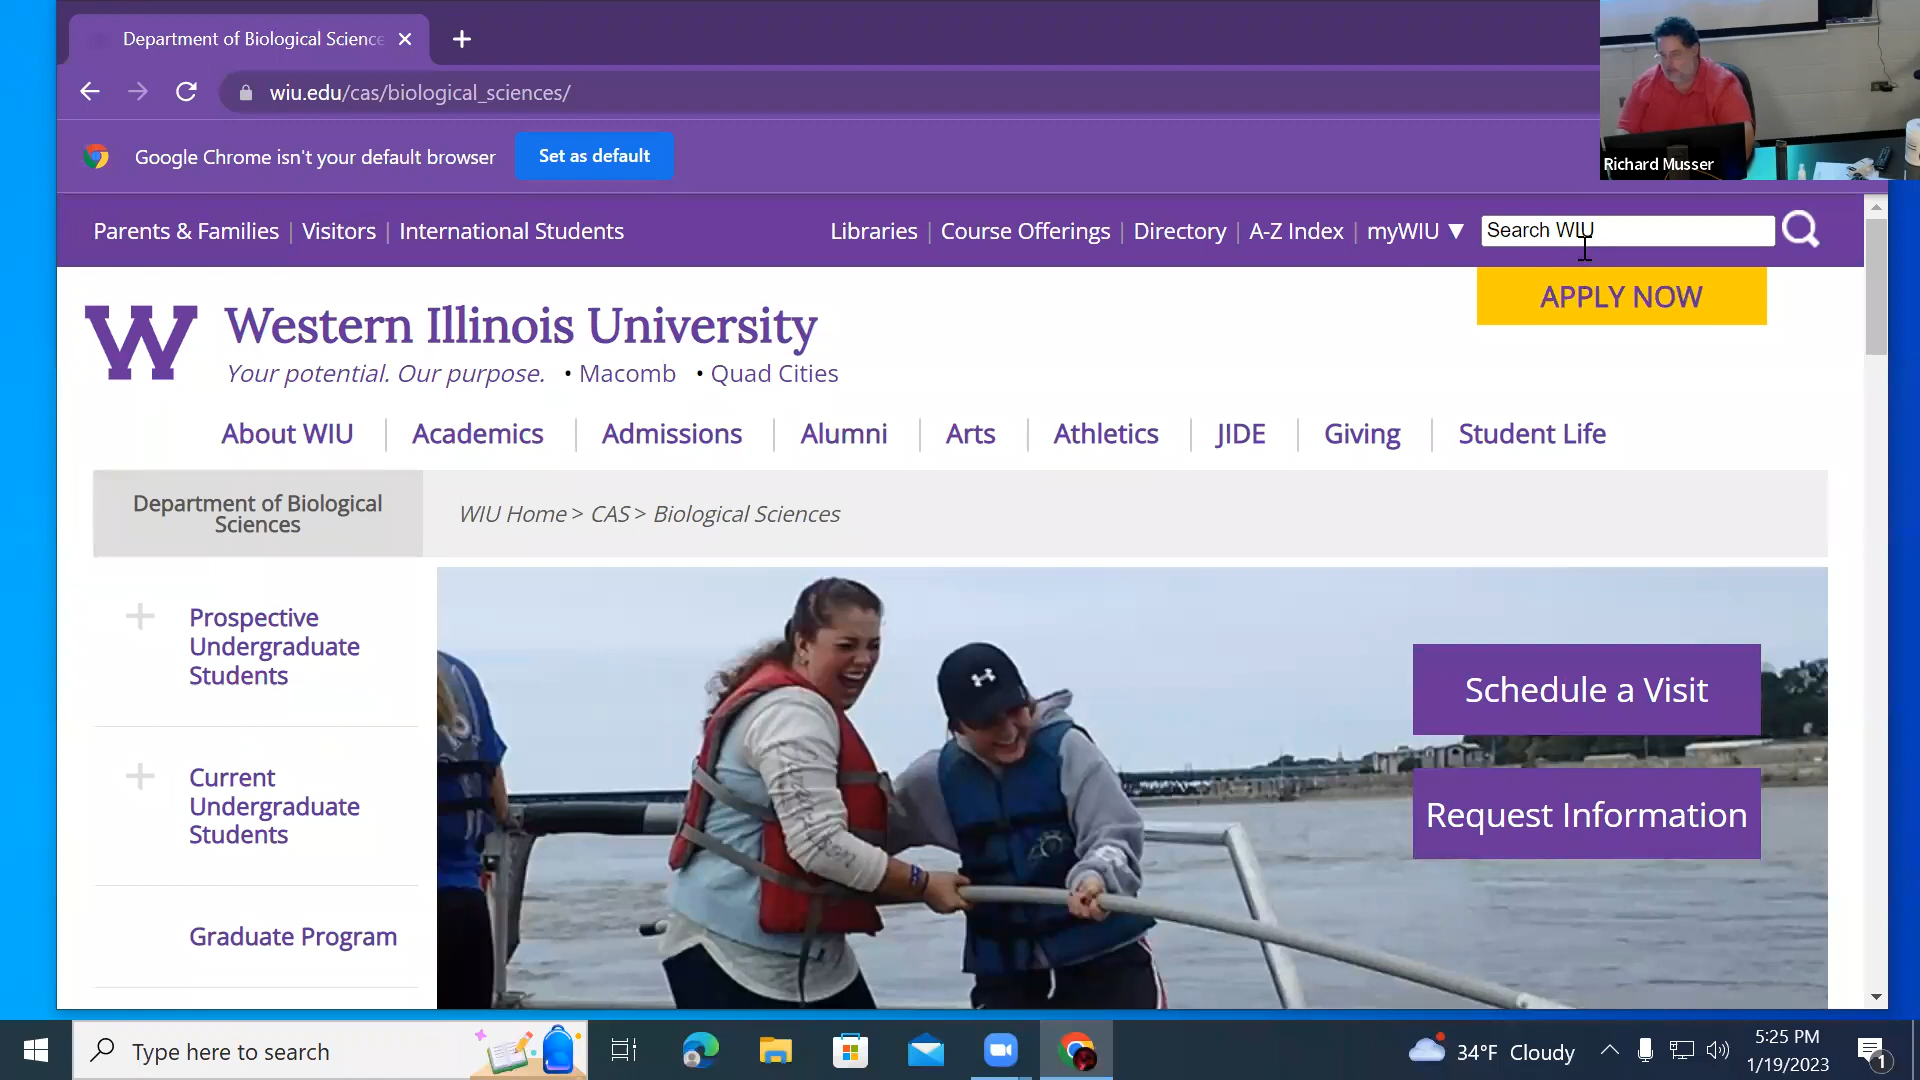 Department of Biological Science
wiu.edu/cas/biological_sciences/
Google Chrome isn't your default browser
Set as default
Richard Musser
Parents & Families | Visitors | International Students
Libraries | Course Offerings | Directory | A-Z Index | myWIU ▼
Search WIU
APPLY NOW
W
Western Illinois University
Your potential. Our purpose. • Macomb • Quad Cities
About WIU
Academics
Admissions
Alumni
Arts
Athletics
JIDE
Giving
Student Life
Department of Biological
Sciences
WIU Home > CAS > Biological Sciences
Prospective
Undergraduate
Students
Current
Undergraduate
Students
Graduate Program
Schedule a Visit
Request Information
Type here to search
34°F Cloudy
5:25 PM
1/19/2023
1